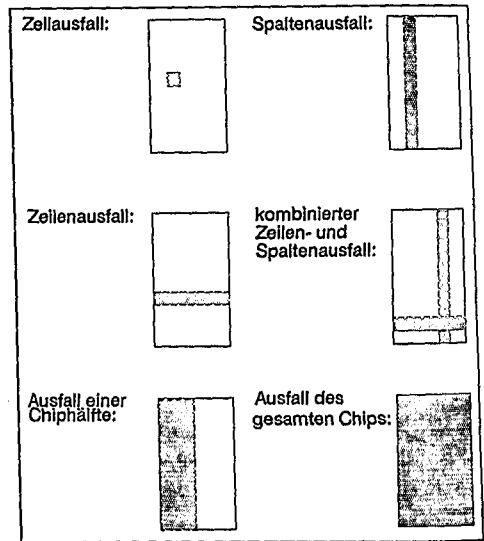 Zellausfall:
Spaltenausfall:
Zeilenausfall:
kombinierter
Zeilen- und
Spaltenausfall:
Ausfall einer
Chiphälfte:
Ausfall des
gesamten Chips: